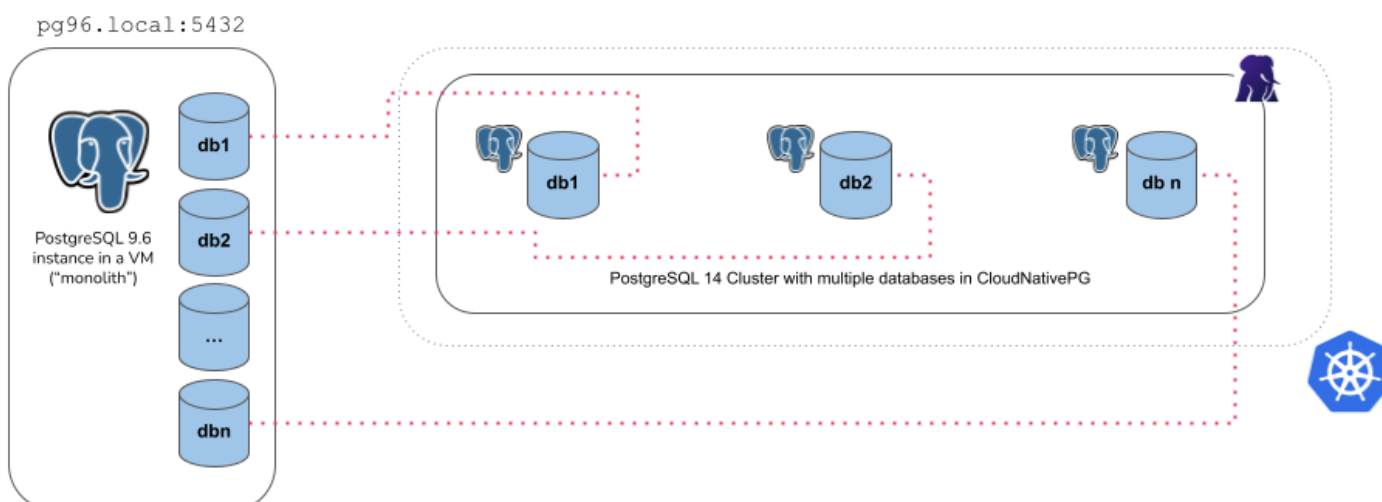 pg96.local:5432
db1
PostgreSQL 9.6
instance in a VM
("monolith")
db2
...
dbn
db1
db2
db n
PostgreSQL 14 Cluster with multiple databases in CloudNativePG